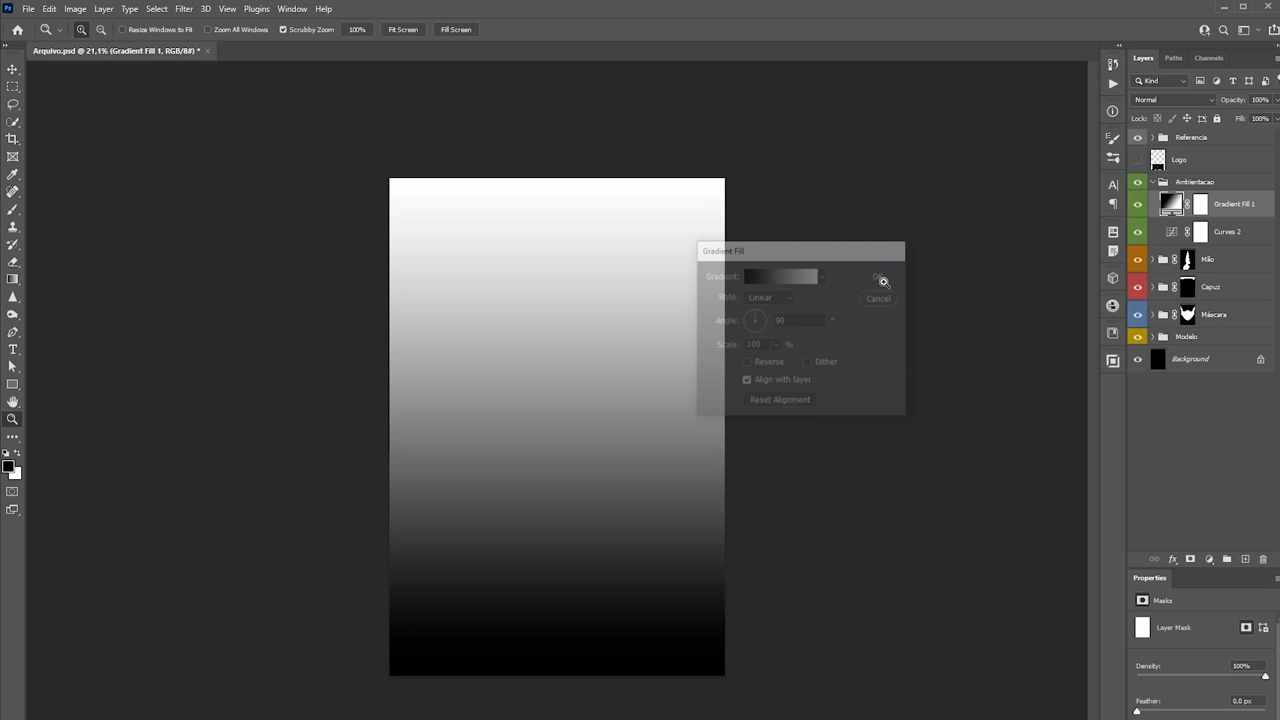 File Edit Image Layer Type Select Filter 3D View Plugins Window Help
Resize Windows to Fit Zoom All Windows Scrubby Zoom 100% Fit Screen Fill Screen
Arquivo.psd @ 21,1% (Gradient Fill 1, RGB/8#) * ×
Layers Paths Channels
Kind
Normal Opacity: 100%
Lock: Fill: 100%
Referencia
Logo
Ambientacao
Gradient Fill 1
Curves 2
Mão
Capuz
Máscara
Modelo
Background
Gradient Fill
Gradient: OK
Style: Linear Cancel
Angle: 90 °
Scale: 100 %
Reverse Dither
Align with layer
Reset Alignment
Properties
Masks
Layer Mask
Density: 100%
Feather: 0.0 px